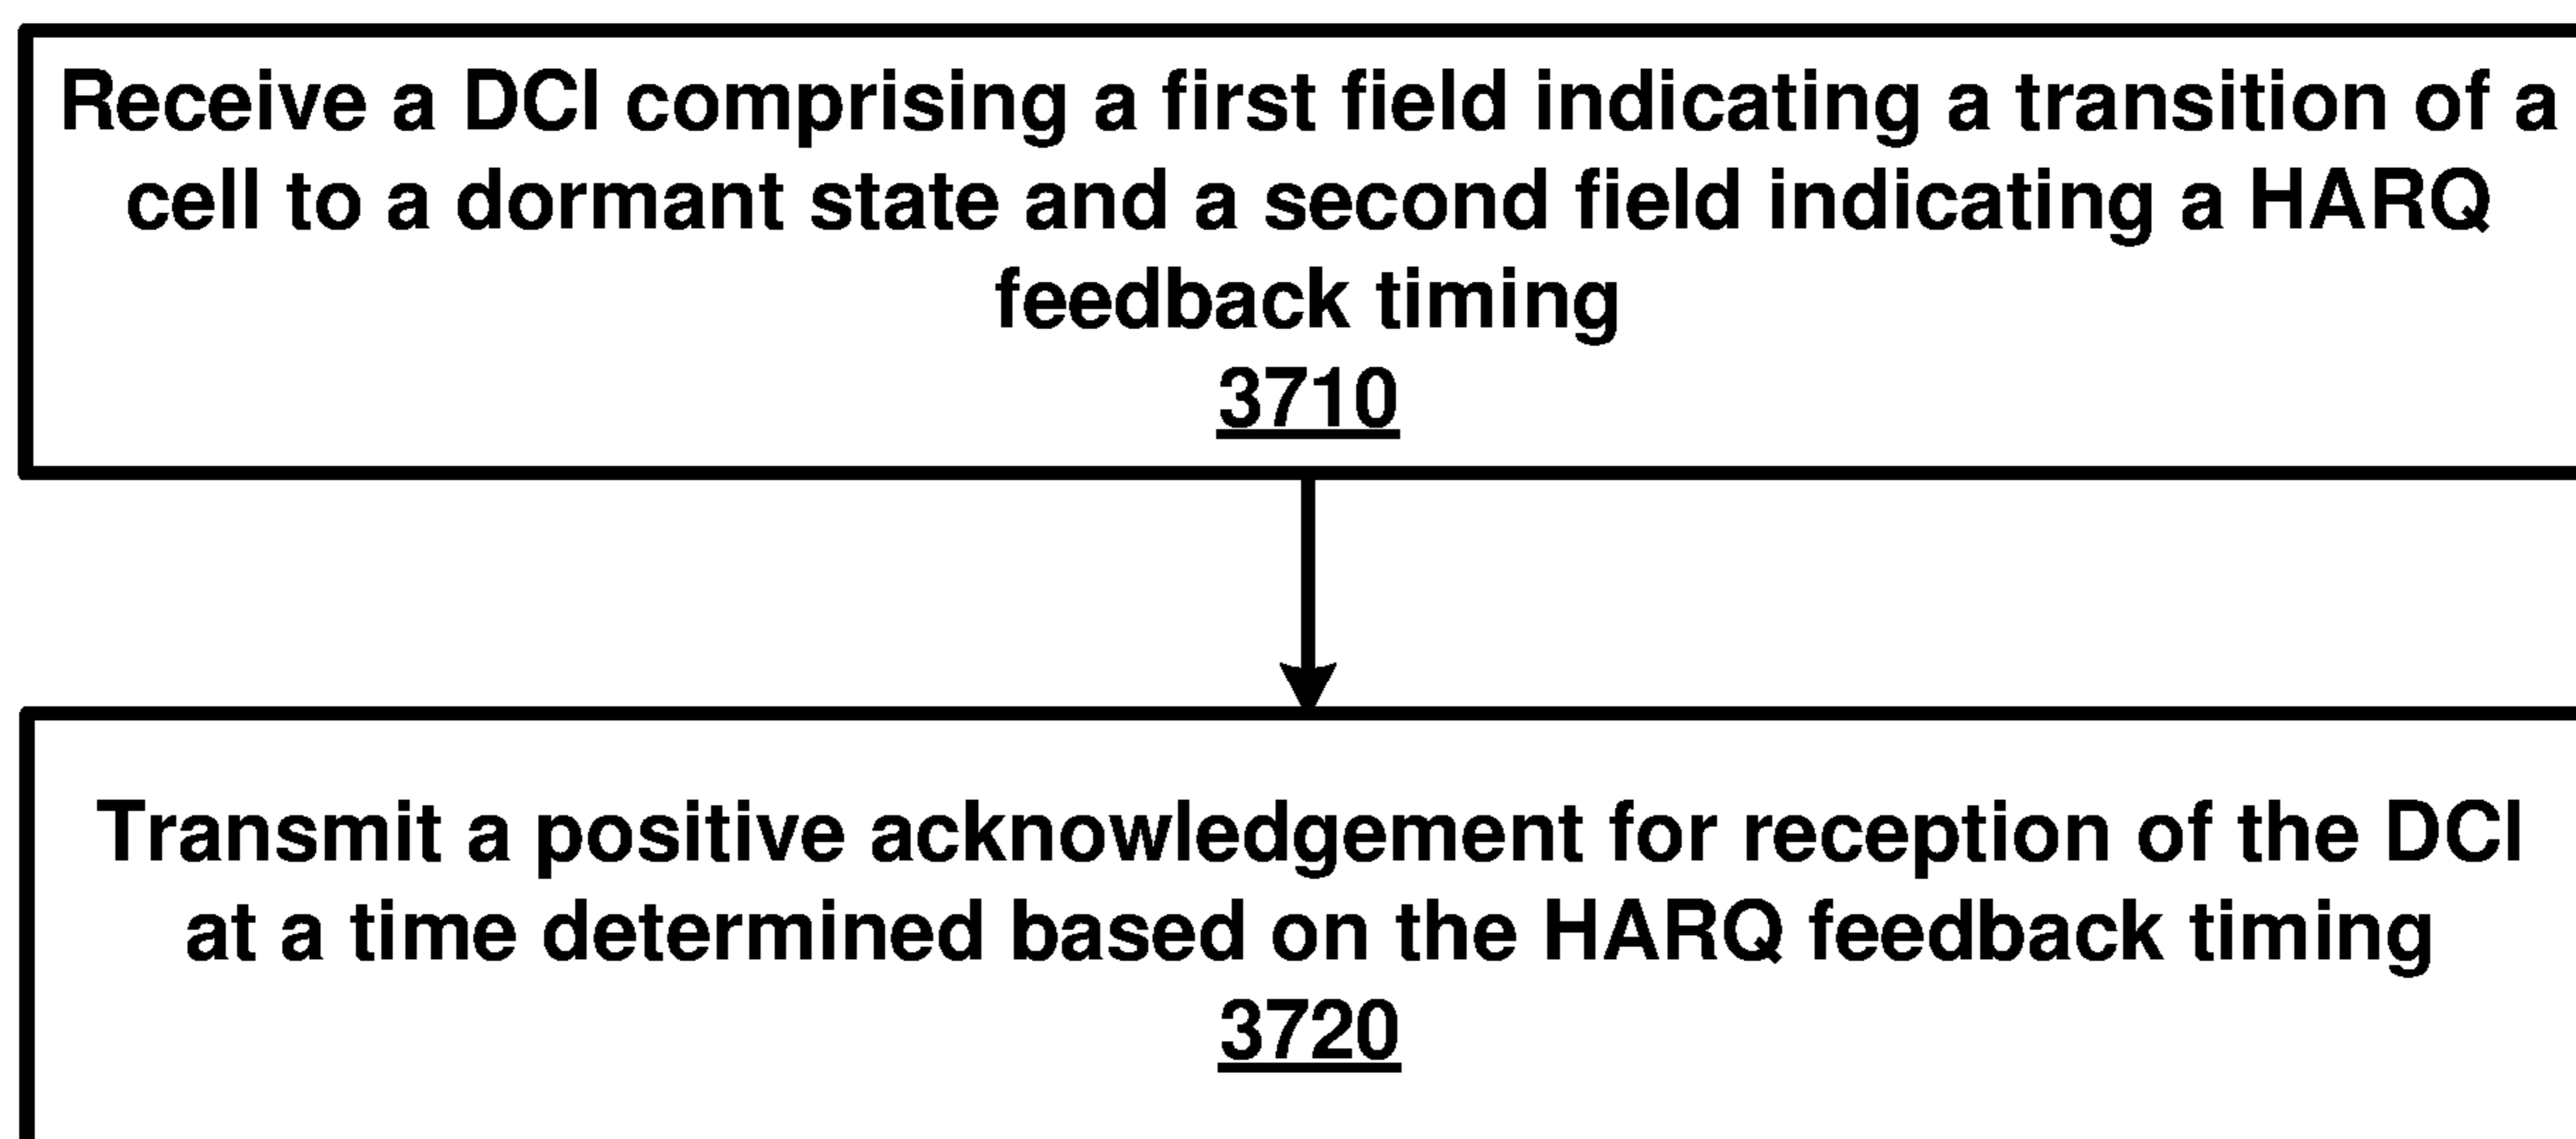 Receive a DCI comprising a first field indicating a transition of a
cell to a dormant state and a second field indicating a HARQ
feedback timing
3710
Transmit a positive acknowledgement for reception of the DCI
at a time determined based on the HARQ feedback timing
3720